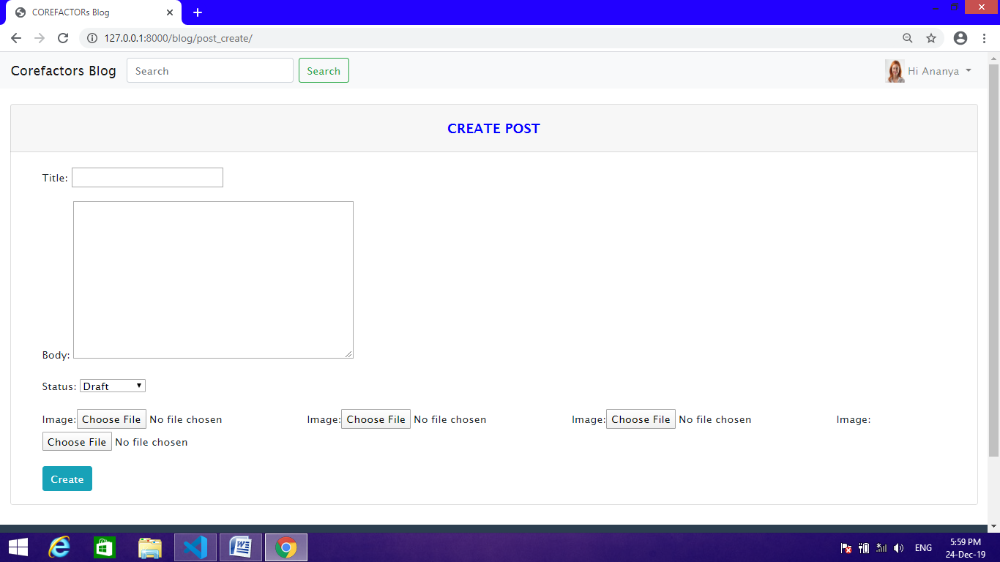 COREFACTORs Blog
127.0.0.1:8000/blog/post_create/
Corefactors Blog Search Search Hi Ananya
CREATE POST
Title:
Body:
Status: Draft
Image: Choose File No file chosen Image: Choose File No file chosen Image: Choose File No file chosen Image:
Choose File No file chosen
Create
ENG 5:59 PM
24-Dec-19